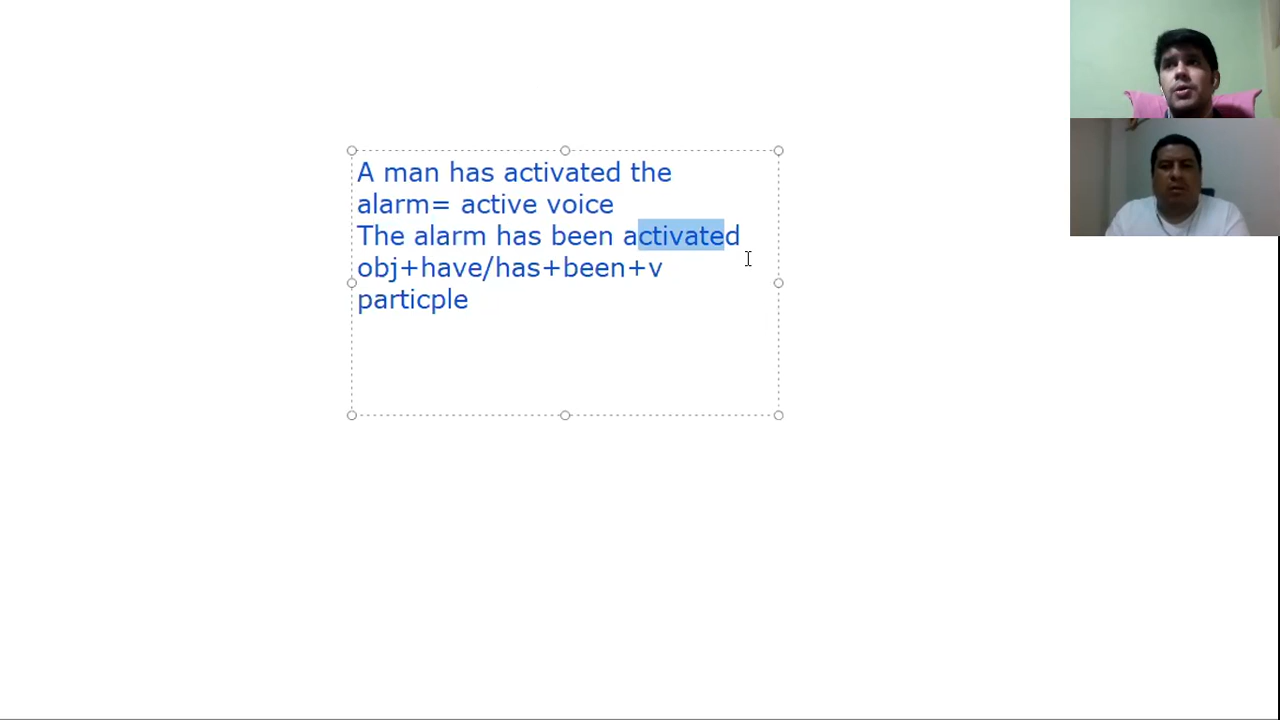 A man has activated the
alarm= active voice
The alarm has been activated
obj+have/has+been+v
particple